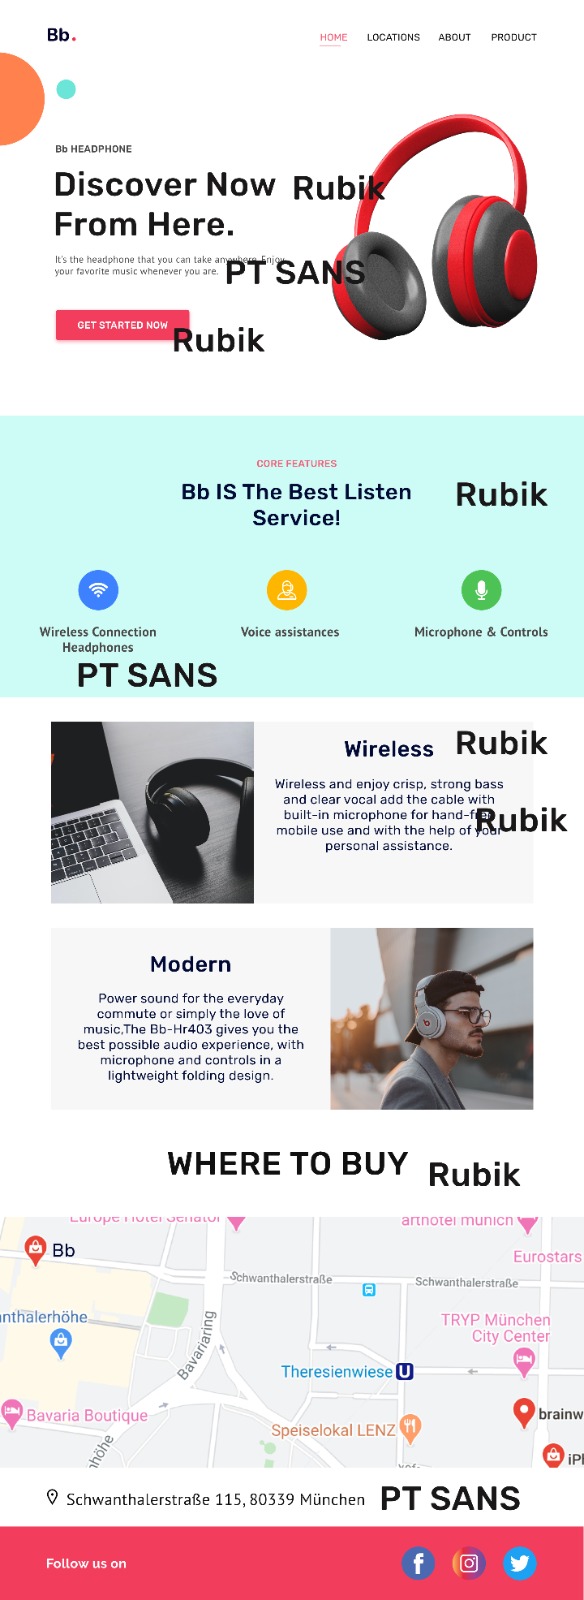 Bb.
HOME LOCATIONS ABOUT PRODUCT
Bb HEADPHONE
Discover Now
Rubik
From Here.
It's the headphone that you can take anywhere. Enjoy
your favorite music whenever you are.
PT SANS
GET STARTED NOW
Rubik
CORE FEATURES
Bb IS The Best Listen
Service!
Rubik
Wireless Connection
Headphones
Voice assistances
Microphone & Controls
PT SANS
Wireless
Rubik
Wireless and enjoy crisp, strong bass
and clear vocal add the cable with
built-in microphone for hand-free
mobile use and with the help of your
personal assistance.
Rubik
Modern
Power sound for the everyday
commute or simply the love of
music,The Bb-Hr403 gives you the
best possible audio experience, with
microphone and controls in a
lightweight folding design.
WHERE TO BUY
Rubik
Europe Hotel Senator
arthotel munich
Bb
Eurostars
Schwanthalerstraße
Schwanthalerstraße
nthalerhöhe
TRYP München
City Center
Bavariaring
Theresienwiese
U
Bavaria Boutique
brainw
Speiselokal LENZ
nhöhe
iPl
Schwanthalerstraße 115, 80339 München
PT SANS
Follow us on